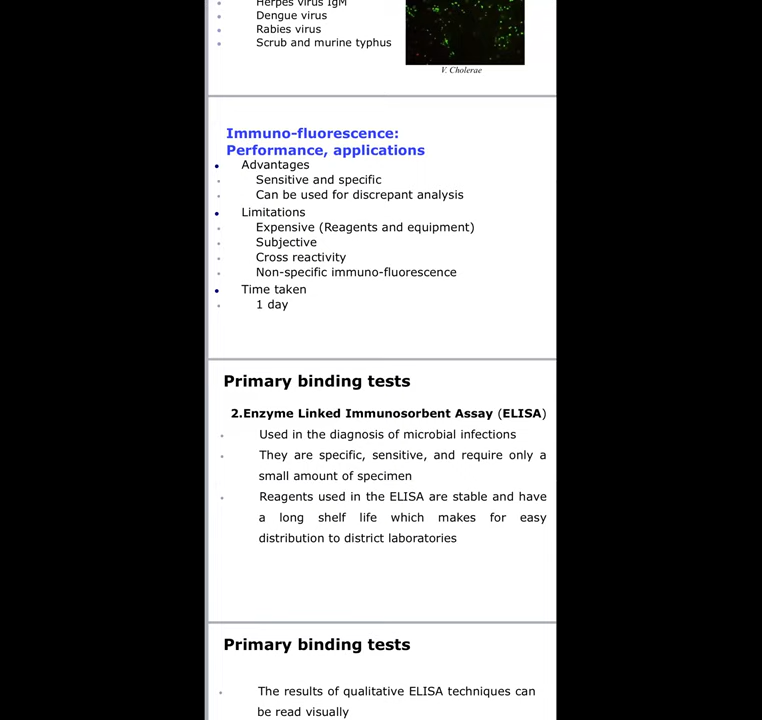 Herpes virus IgM
Dengue virus
Rabies virus
Scrub and murine typhus
V. Cholerae
Immuno-fluorescence:
Performance, applications
Advantages
Sensitive and specific
Can be used for discrepant analysis
Limitations
Expensive (Reagents and equipment)
Subjective
Cross reactivity
Non-specific immuno-fluorescence
Time taken
1 day
Primary binding tests
2.Enzyme Linked Immunosorbent Assay (ELISA)
Used in the diagnosis of microbial infections
They are specific, sensitive, and require only a
small amount of specimen
Reagents used in the ELISA are stable and have
a long shelf life which makes for easy
distribution to district laboratories
Primary binding tests
The results of qualitative ELISA techniques can
be read visually